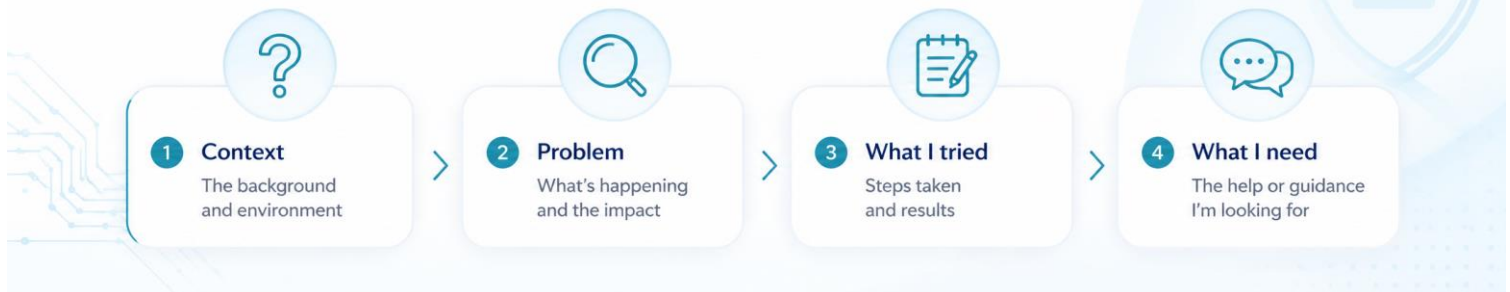 1 Context
The background
and environment
2 Problem
What's happening
and the impact
3 What I tried
Steps taken
and results
4 What I need
The help or guidance
I'm looking for